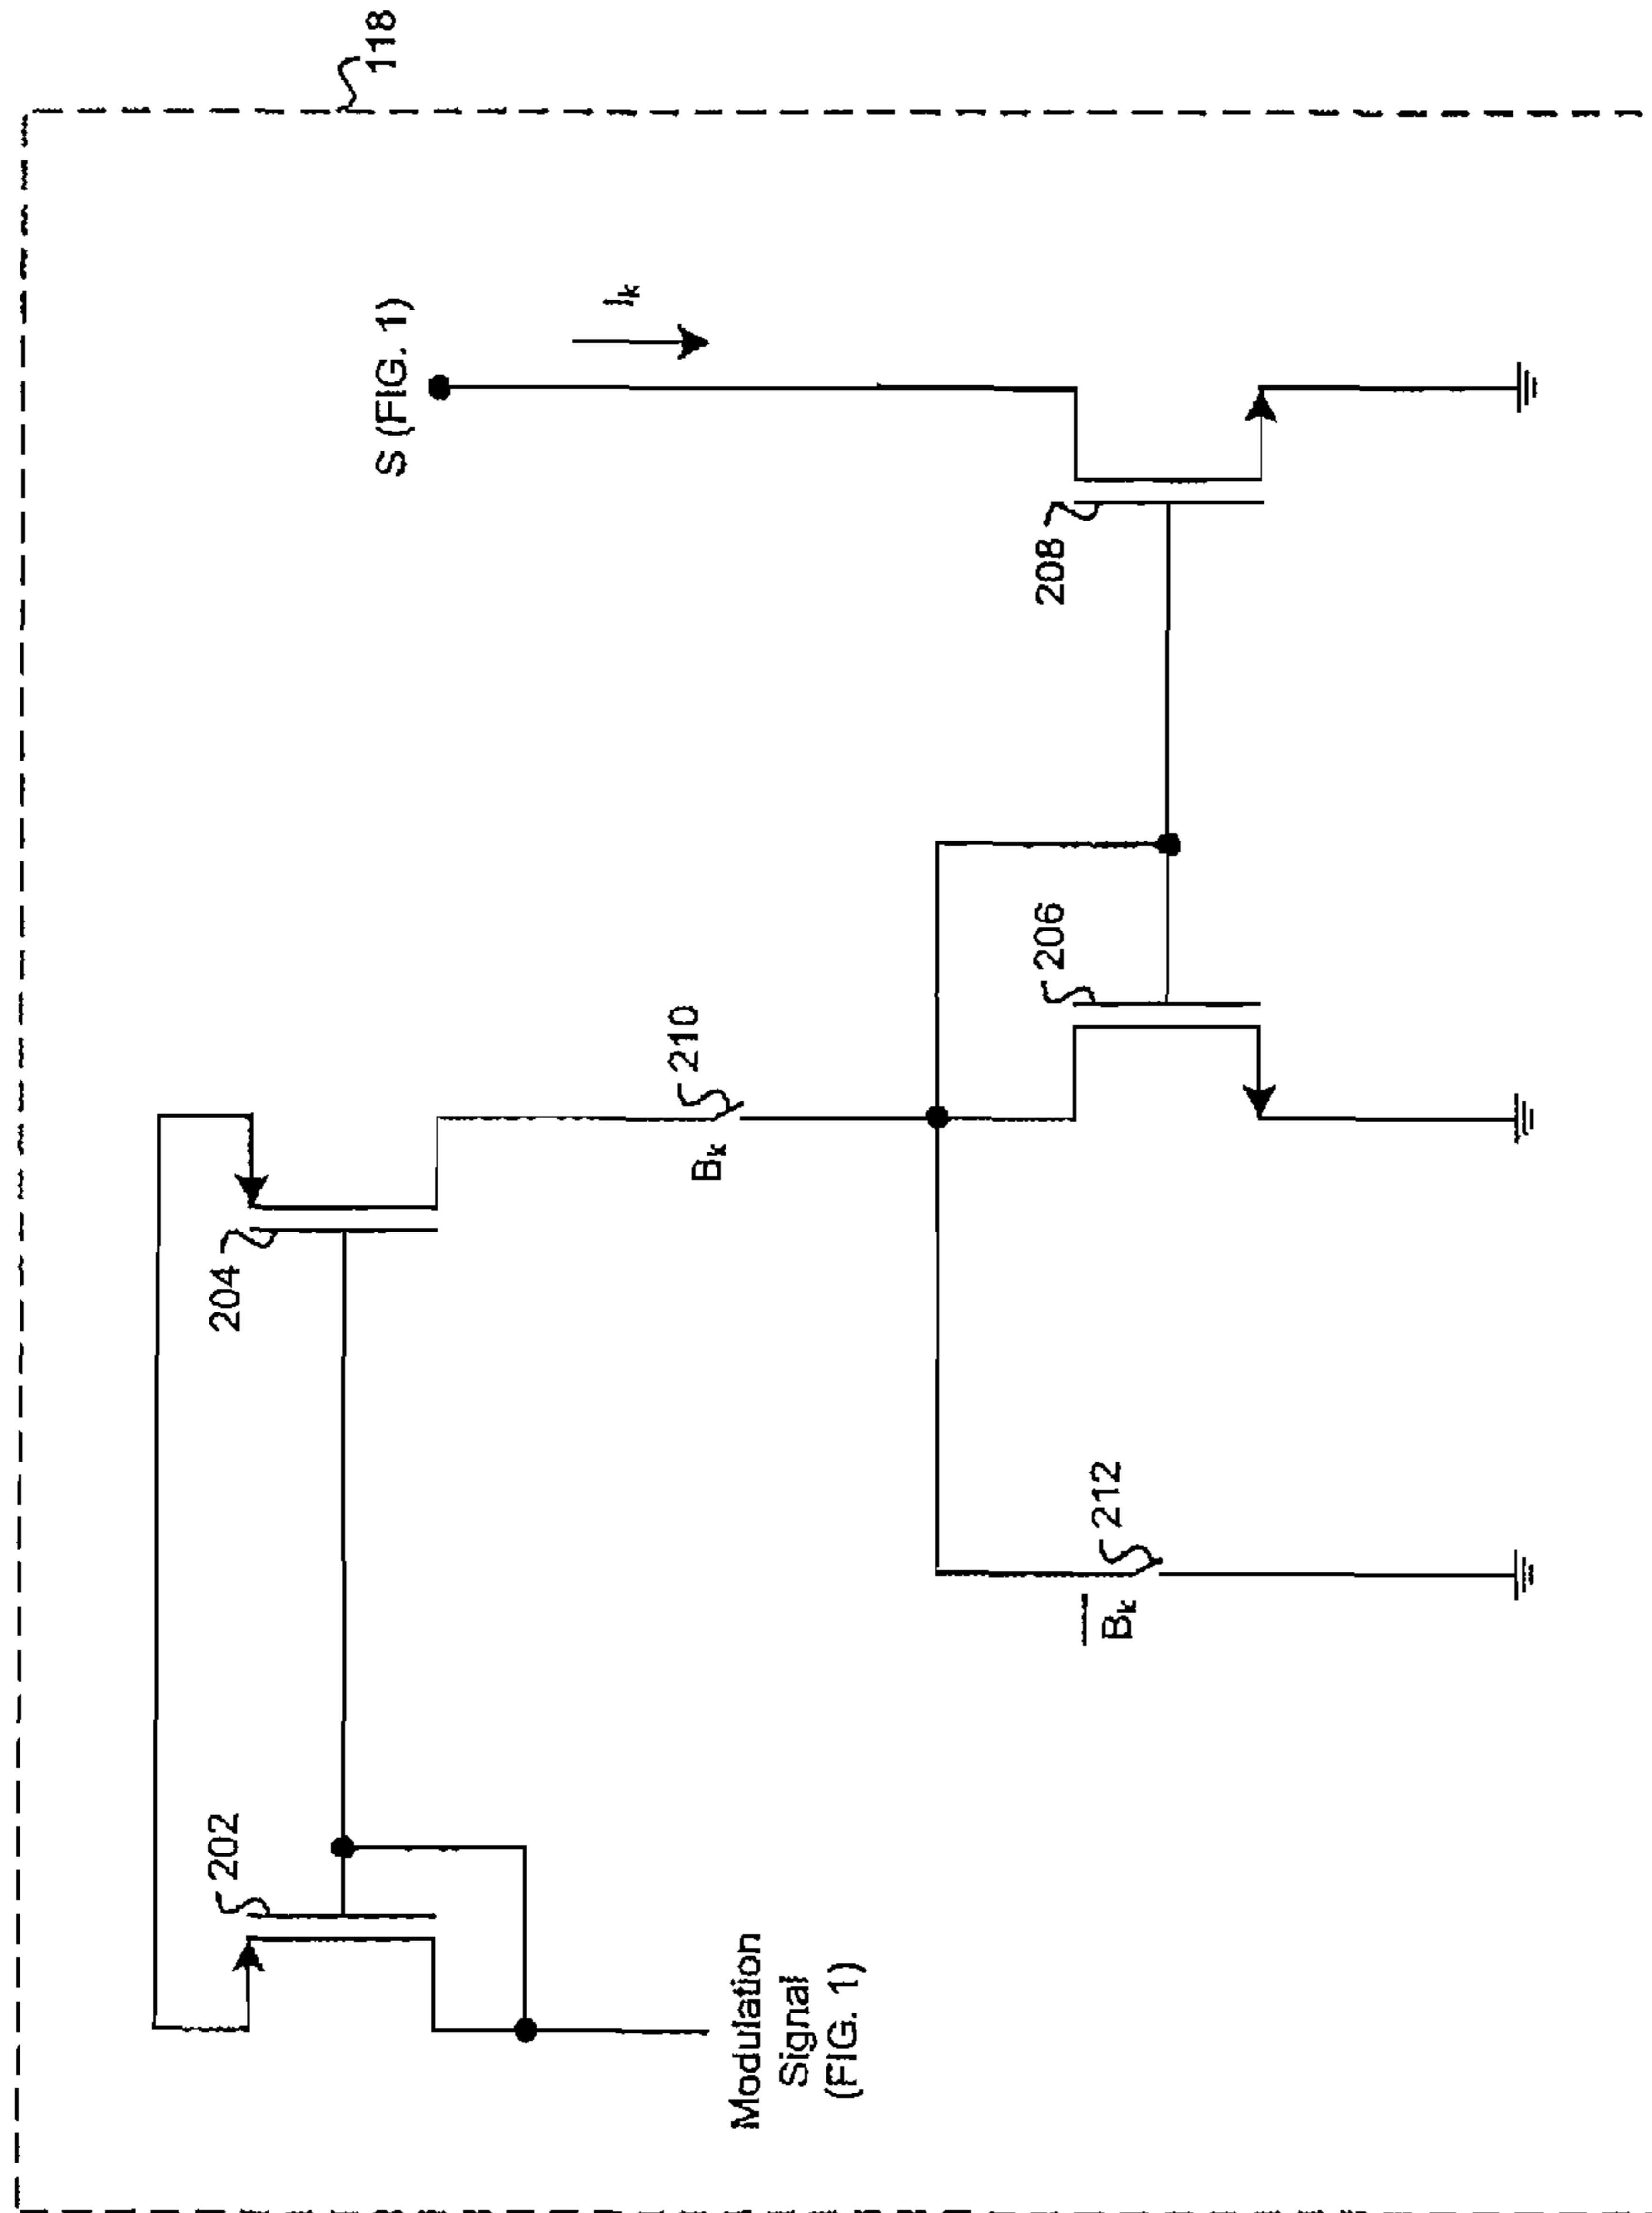 118
S (FIG. 1)
Iₖ
202
204
208
210
Bₖ
206
212
B̅ₖ
Modulation
Signal
(FIG. 1)